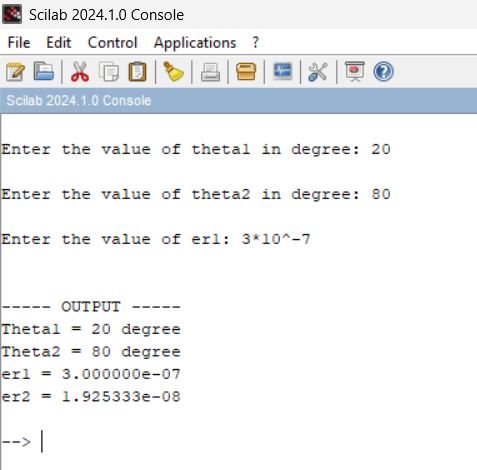 Scilab 2024.1.0 Console
File Edit Control Applications ?
Scilab 2024.1.0 Console
Enter the value of theta1 in degree: 20
Enter the value of theta2 in degree: 80
Enter the value of er1: 3*10^-7
----- OUTPUT -----
Theta1 = 20 degree
Theta2 = 80 degree
er1 = 3.000000e-07
er2 = 1.925333e-08
-->